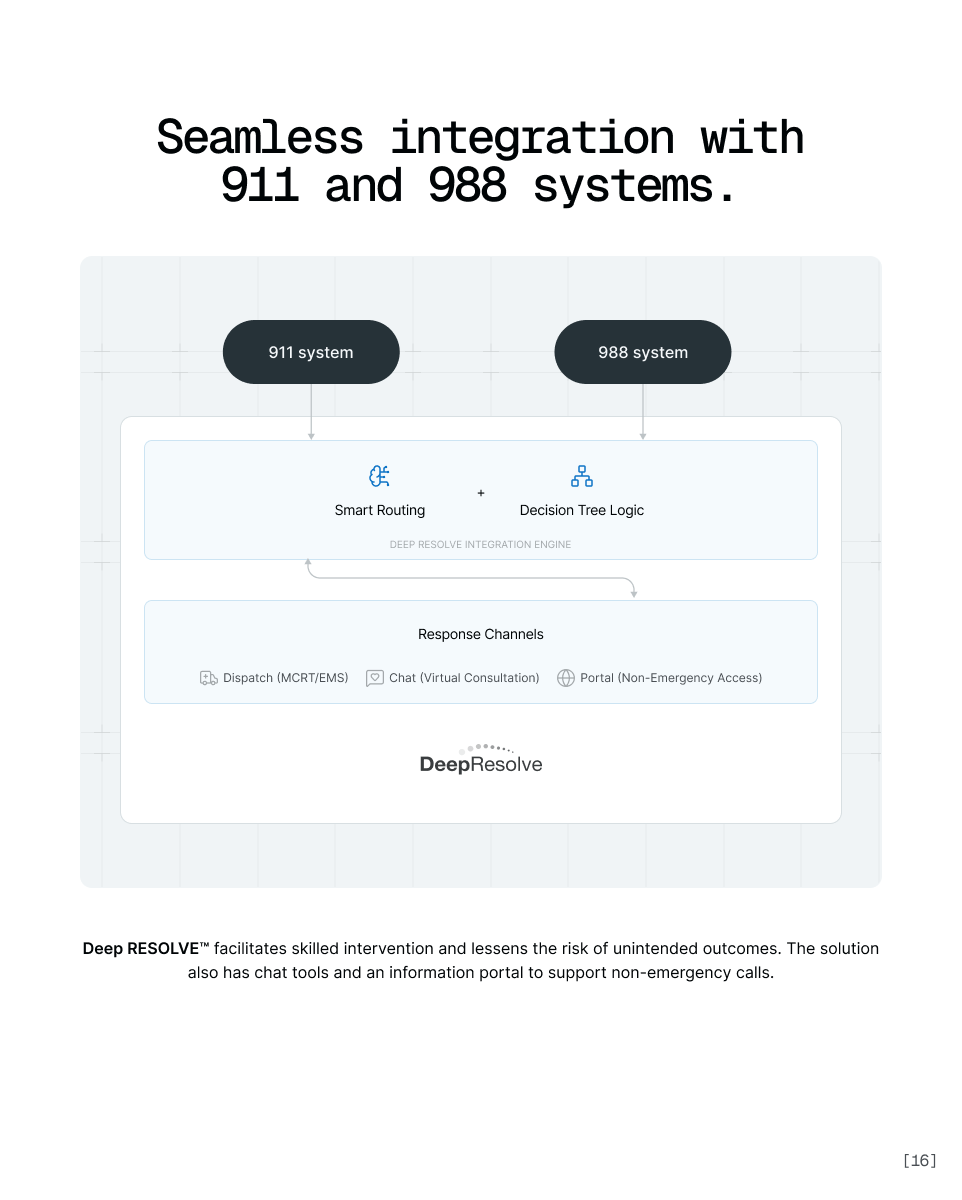 Seamless integration with
911 and 988 systems.
911 system
988 system
Smart Routing
+
Decision Tree Logic
DEEP RESOLVE INTEGRATION ENGINE
Response Channels
Dispatch (MCRT/EMS)
Chat (Virtual Consultation)
Portal (Non-Emergency Access)
DeepResolve
Deep RESOLVE™ facilitates skilled intervention and lessens the risk of unintended outcomes. The solution
also has chat tools and an information portal to support non-emergency calls.
[16]